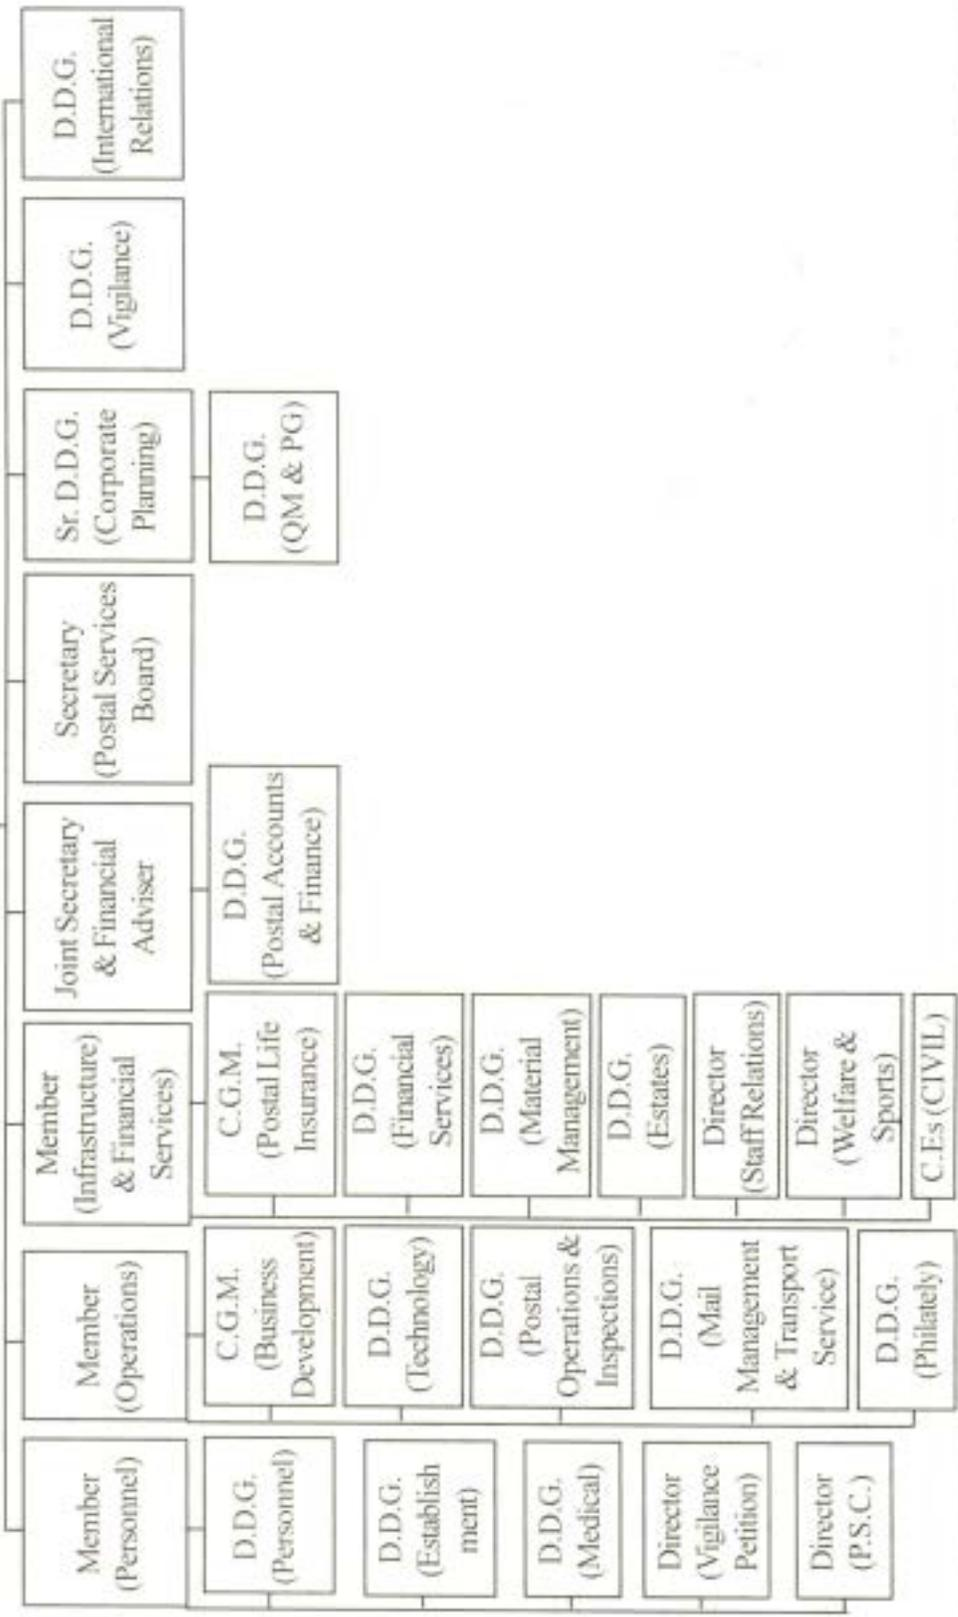 Member
(Personnel)
D.D.G.
(Personnel)
D.D.G.
(Establish
ment)
D.D.G.
(Medical)
Director
(Vigilance
Petition)
Director
(P.S.C.)
Member
(Operations)
C.G.M.
(Business
Development)
D.D.G.
(Technology)
D.D.G.
(Postal
Operations &
Inspections)
D.D.G.
(Mail
Management
& Transport
Service)
D.D.G.
(Philately)
Member
(Infrastructure)
& Financial
Services)
C.G.M.
(Postal Life
Insurance)
D.D.G.
(Financial
Services)
D.D.G.
(Material
Management)
D.D.G.
(Estates)
Director
(Staff Relations)
Director
(Welfare &
Sports)
C.Es (CIVIL)
Joint Secretary
& Financial
Adviser
D.D.G.
(Postal Accounts
& Finance)
Secretary
(Postal Services
Board)
Sr. D.D.G.
(Corporate
Planning)
D.D.G.
(QM & PG)
D.D.G.
(Vigilance)
D.D.G.
(International
Relations)